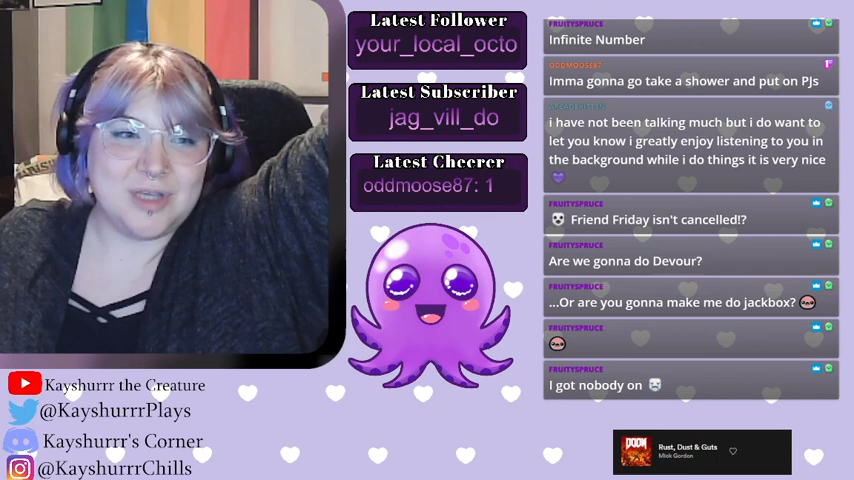 Latest Follower
your_local_octo
Latest Subscriber
jag_vill_do
Latest Cheerer
oddmoose87: 1
FRUITYSPRUCE
Infinite Number
ODDMOOSE87
Imma gonna go take a shower and put on PJs
i have not been talking much but i do want to
let you know i greatly enjoy listening to you in
the background while i do things it is very nice
FRUITYSPRUCE
Friend Friday isn't cancelled!?
FRUITYSPRUCE
Are we gonna do Devour?
FRUITYSPRUCE
...Or are you gonna make me do jackbox?
FRUITYSPRUCE
FRUITYSPRUCE
I got nobody on
Kayshurrr the Creature
@KayshurrrPlays
Kayshurrr's Corner
@KayshurrrChills
DOOM
Rust, Dust & Guts
Mick Gordon